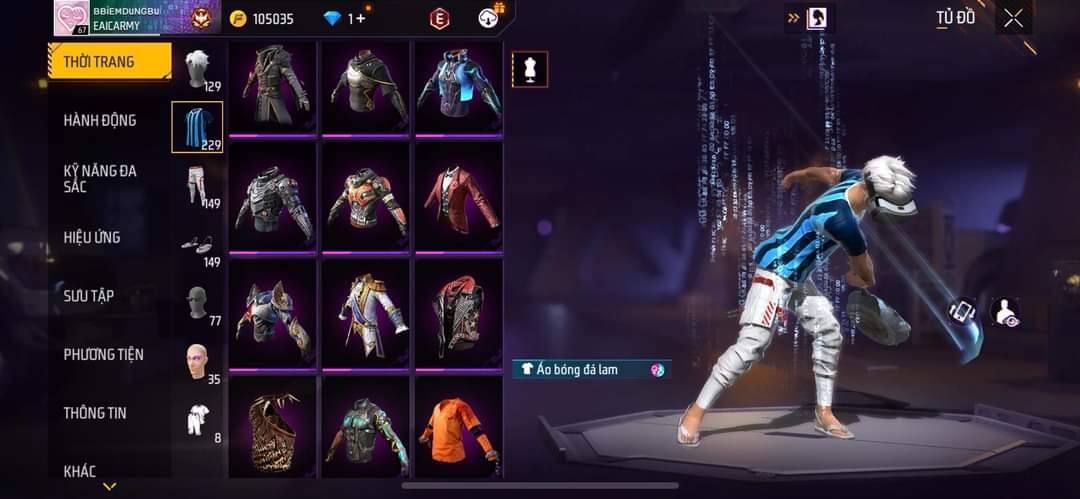 BBiEMDUNGBU
EAICARMY
67
105035
1+
E
TỦ ĐỒ
THỜI TRANG
129
HÀNH ĐỘNG
229
KỸ NĂNG ĐA
SẮC
149
HIỆU ỨNG
149
SƯU TẬP
77
PHƯƠNG TIỆN
35
Áo bóng đá lam
THÔNG TIN
8
KHÁC